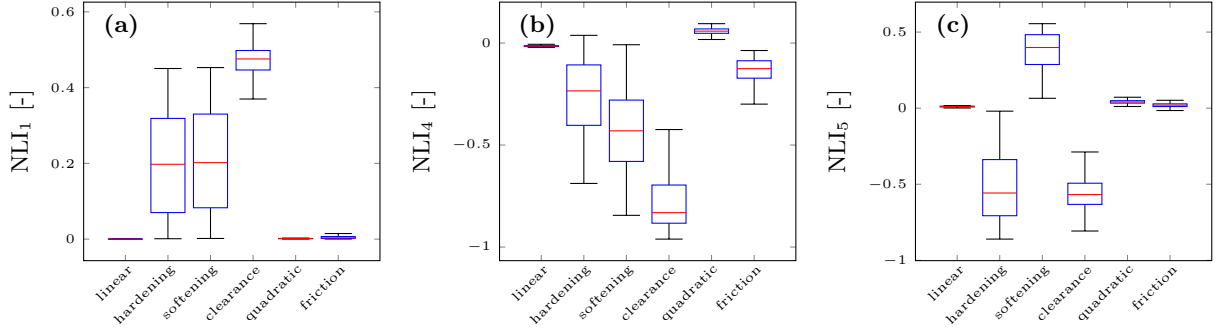 (a)
0.6
0.4
0.2
0
NLI1 [-]
linear
hardening
softening
clearance
quadratic
friction
(b)
0
−0.5
−1
NLI4 [-]
linear
hardening
softening
clearance
quadratic
friction
(c)
0.5
0
−0.5
−1
NLI5 [-]
linear
hardening
softening
clearance
quadratic
friction